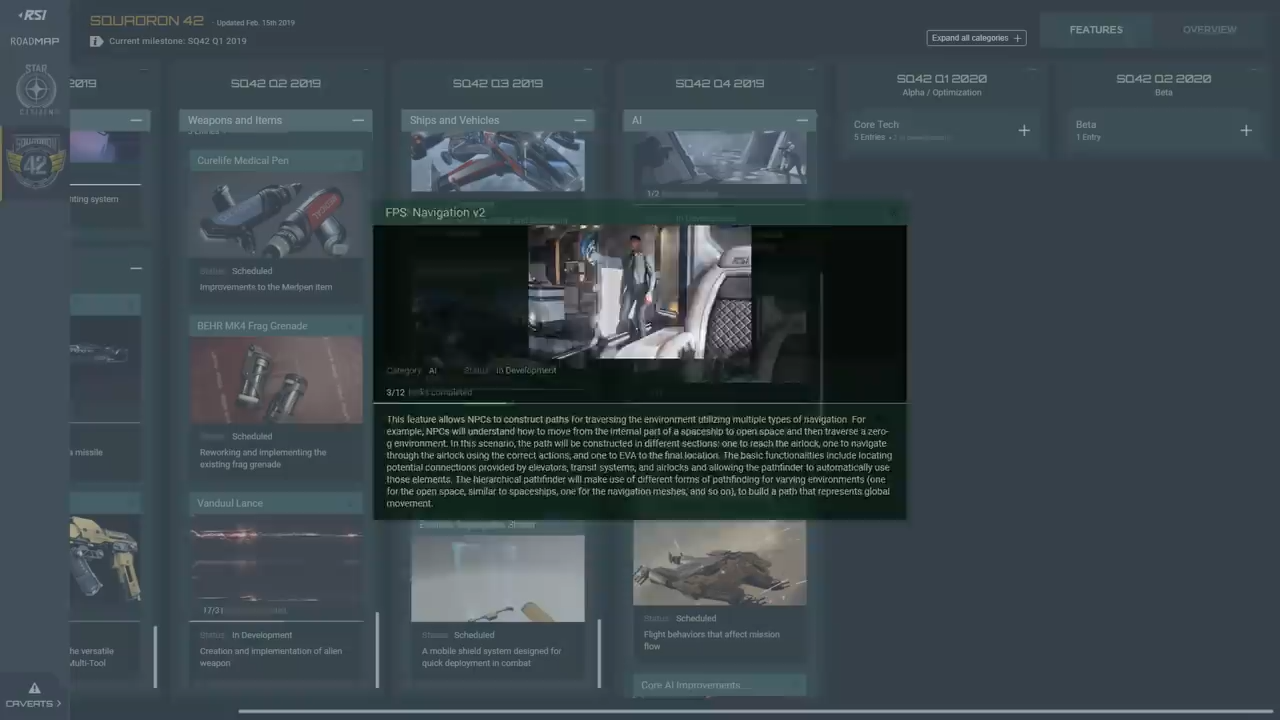 RSI
ROADMAP
STAR
CITIZEN
SQUADRON
42
CAVEATS >
SQUADRON 42 - Updated Feb. 15th 2019
Current milestone: SQ42 Q1 2019
Expand all categories +
FEATURES
OVERVIEW
2019
nting system
a missile
he versatile
Multi-Tool
SQ42 Q2 2019
Weapons and Items
Curelife Medical Pen
Status: Scheduled
Improvements to the Medpen item
BEHR MK4 Frag Grenade
Status: Scheduled
Reworking and implementing the
existing frag grenade
Vanduul Lance
17/31
Status: In Development
Creation and implementation of alien
weapon
SQ42 Q3 2019
Ships and Vehicles
Status: Scheduled
A mobile shield system designed for
quick deployment in combat
SQ42 Q4 2019
AI
1/2
In Development
Status: Scheduled
Flight behaviors that affect mission
flow
Core AI Improvements...
SQ42 Q1 2020
Alpha / Optimization
Core Tech
5 Entries
SQ42 Q2 2020
Beta
Beta
1 Entry
FPS: Navigation v2
RSI
Category: AI Status: In Development
3/12 tasks completed
This feature allows NPCs to construct paths for traversing the environment utilizing multiple types of navigation. For
example, NPCs will understand how to move from the internal part of a spaceship to open space and then traverse a zero-
g environment. In this scenario, the path will be constructed in different sections: one to reach the airlock, one to navigate
through the airlock using the correct actions, and one to EVA to the final location. The basic functionalities include locating
potential connections provided by elevators, transit systems, and airlocks and allowing the pathfinder to automatically use
those elements. The hierarchical pathfinder will make use of different forms of pathfinding for varying environments (one
for the open space, similar to spaceships, one for the navigation meshes, and so on), to build a path that represents global
movement.